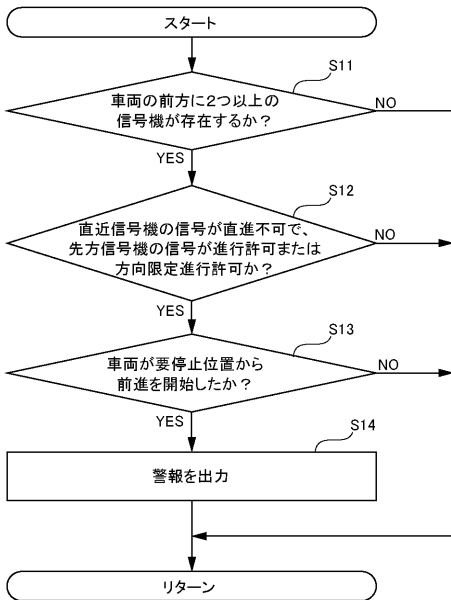 スタート
S11
車両の前方に2つ以上の
信号機が存在するか？
NO
YES
S12
直近信号機の信号が直進不可で、
先方信号機の信号が進行許可または
方向限定進行許可か？
NO
YES
S13
車両が要停止位置から
前進を開始したか？
NO
YES
S14
警報を出力
リターン